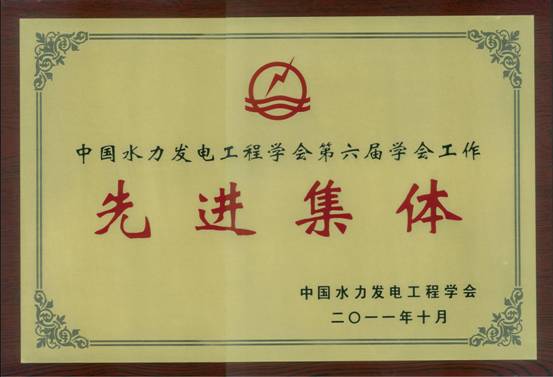 中国水力发电工程学会第六届学会工作
先进集体
中国水力发电工程学会
二〇一一年十月